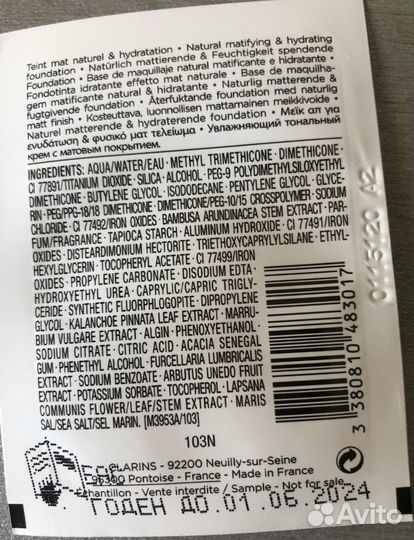 Teint mat naturel & hydratation • Natural matifying & hydrating
foundation • Natürlich mattierende & Feuchtigkeit spendende
Foundation • Base de maquillaje natural matificante e hidratante •
Fondotinta idratante effetto mat naturale • Base de maquilha-
gem matificante natural & hidratante • Naturlig matterande &
fugtgivende foundation • Återfuktande foundation med naturlig
matt finish • Kosteuttava, luonnollisen mattamainen meikkivoide •
Naturel matterende & hydraterende foundation • Μεϊκ απ για
ενυδάτωση & φυσικό ματ τελείωμα • Увлажняющий тональный
крем с матовым покрытием.
INGREDIENTS: AQUA/WATER/EAU • METHYL TRIMETHICONE • DIMETHICONE •
CI 77891/TITANIUM DIOXIDE • SILICA • ALCOHOL • PEG-9 POLYDIMETHYLSILOXYETHYL
DIMETHICONE • BUTYLENE GLYCOL • ISODODECANE • PENTYLENE GLYCOL • GLYCE-
RIN • PEG/PPG-18/18 DIMETHICONE • DIMETHICONE/PEG-10/15 CROSSPOLYMER • SODIUM
CHLORIDE • CI 77492/IRON OXIDES • BAMBUSA ARUNDINACEA STEM EXTRACT • PAR-
FUM/FRAGRANCE • TAPIOCA STARCH • ALUMINUM HYDROXIDE • CI 77491/IRON
OXIDES • DISTEARDIMONIUM HECTORITE • TRIETHOXYCAPRYLYLSILANE • ETHYL-
HEXYLGLYCERIN • TOCOPHERYL ACETATE • CI 77499/IRON
OXIDES • PROPYLENE CARBONATE • DISODIUM EDTA •
HYDROXYETHYL UREA • CAPRYLIC/CAPRIC TRIGLY-
CERIDE • SYNTHETIC FLUORPHLOGOPITE • DIPROPYLENE
GLYCOL • KALANCHOE PINNATA LEAF EXTRACT • MARRU-
BIUM VULGARE EXTRACT • ALGIN • PHENOXYETHANOL •
SODIUM CITRATE • CITRIC ACID • ACACIA SENEGAL
GUM • PHENETHYL ALCOHOL • FURCELLARIA LUMBRICALIS
EXTRACT • SODIUM BENZOATE • ARBUTUS UNEDO FRUIT
EXTRACT • POTASSIUM SORBATE • TOCOPHEROL • LAPSANA
COMMUNIS FLOWER/LEAF/STEM EXTRACT • MARIS
SAL/SEA SALT/SEL MARIN. [M3953A/103]
0115120 A2
3 380810 483017
103N
CLARINS - 92200 Neuilly-sur-Seine
95300 Pontoise - France - Made in France
Echantillon - Vente interdite / Sample - Not for sale
ГОДЕН ДО.01.06.2024
Avito